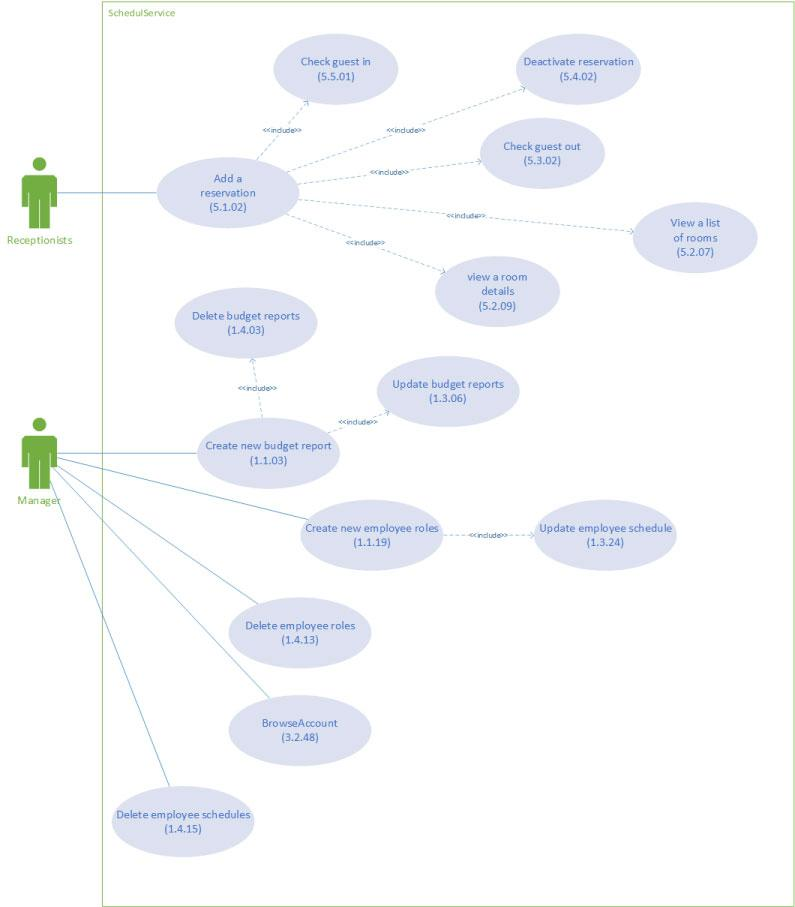 SchedulService
Check guest in
(5.5.01)
Deactivate reservation
(5.4.02)
<<include>>
<<include>>
Check guest out
(5.3.02)
<<include>>
Add a
reservation
(5.1.02)
Receptionists
<<include>>
View a list
of rooms
(5.2.07)
<<include>>
view a room
details
(5.2.09)
Delete budget reports
(1.4.03)
<<include>>
Update budget reports
(1.3.06)
<<include>>
Create new budget report
(1.1.03)
Manager
Create new employee roles
(1.1.19)
<<include>>
Update employee schedule
(1.3.24)
Delete employee roles
(1.4.13)
BrowseAccount
(3.2.48)
Delete employee schedules
(1.4.15)